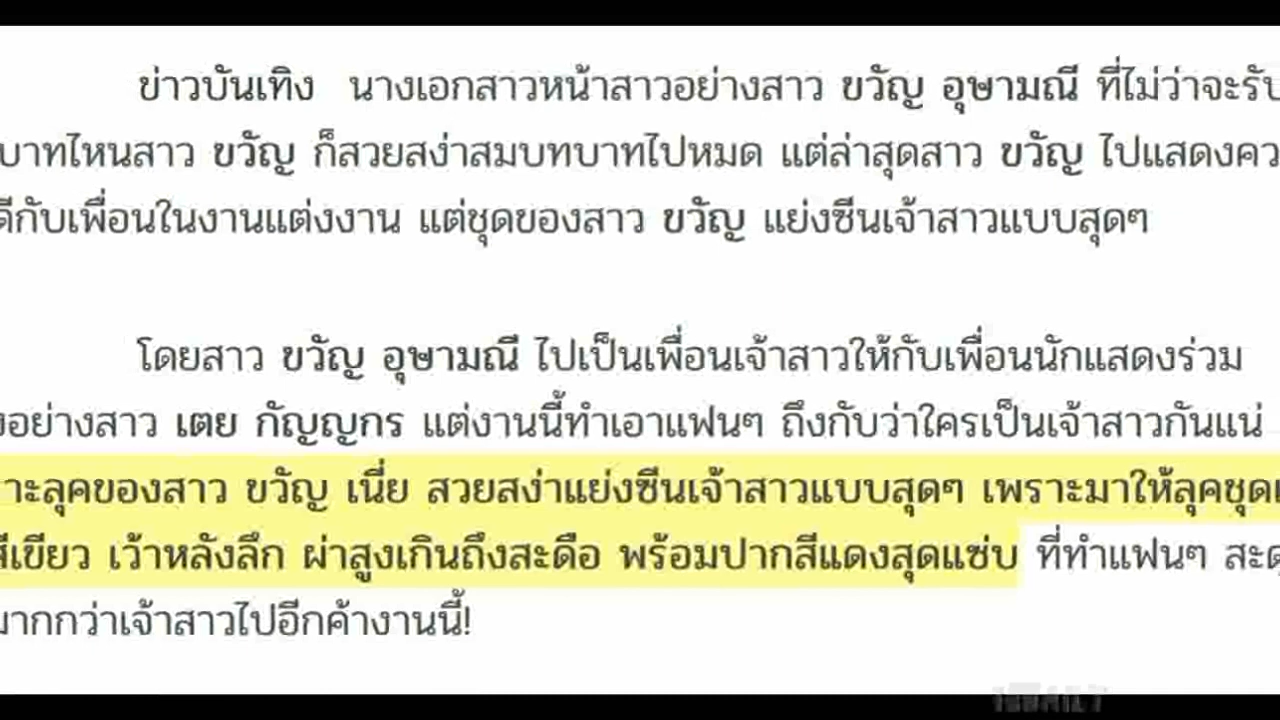 ข่าวบันเทิง นางเอกสาวหน้าสาวอย่างสาว ขวัญ อุษามณี ที่ไม่ว่าจะรับ
บาทไหนสาว ขวัญ ก็สวยสง่าสมบทบาทไปหมด แต่ล่าสุดสาว ขวัญ ไปแสดงคว
ดีกับเพื่อนในงานแต่งงาน แต่ชุดของสาว ขวัญ แย่งซีนเจ้าสาวแบบสุดๆ
โดยสาว ขวัญ อุษามณี ไปเป็นเพื่อนเจ้าสาวให้กับเพื่อนนักแสดงร่วม
อย่างสาว เตย กัญญกร แต่งานนี้ทำเอาแฟนๆ ถึงกับว่าใครเป็นเจ้าสาวกันแน่
าะลุคของสาว ขวัญ เนี่ย สวยสง่าแย่งซีนเจ้าสาวแบบสุดๆ เพราะมาให้ลุคชุดเ
สีเขียว เว้าหลังลึก ผ่าสูงเกินถึงสะดือ พร้อมปากสีแดงสุดแซ่บ ที่ทำแฟนๆ สะดุ
มากกว่าเจ้าสาวไปอีกค้างานนี้!